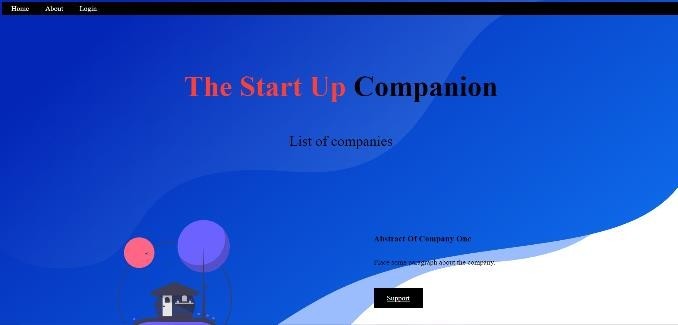 Home About Login
The Start Up Companion
List of companies
Abstract Of Company One
Place some paragraph about the company.
Support